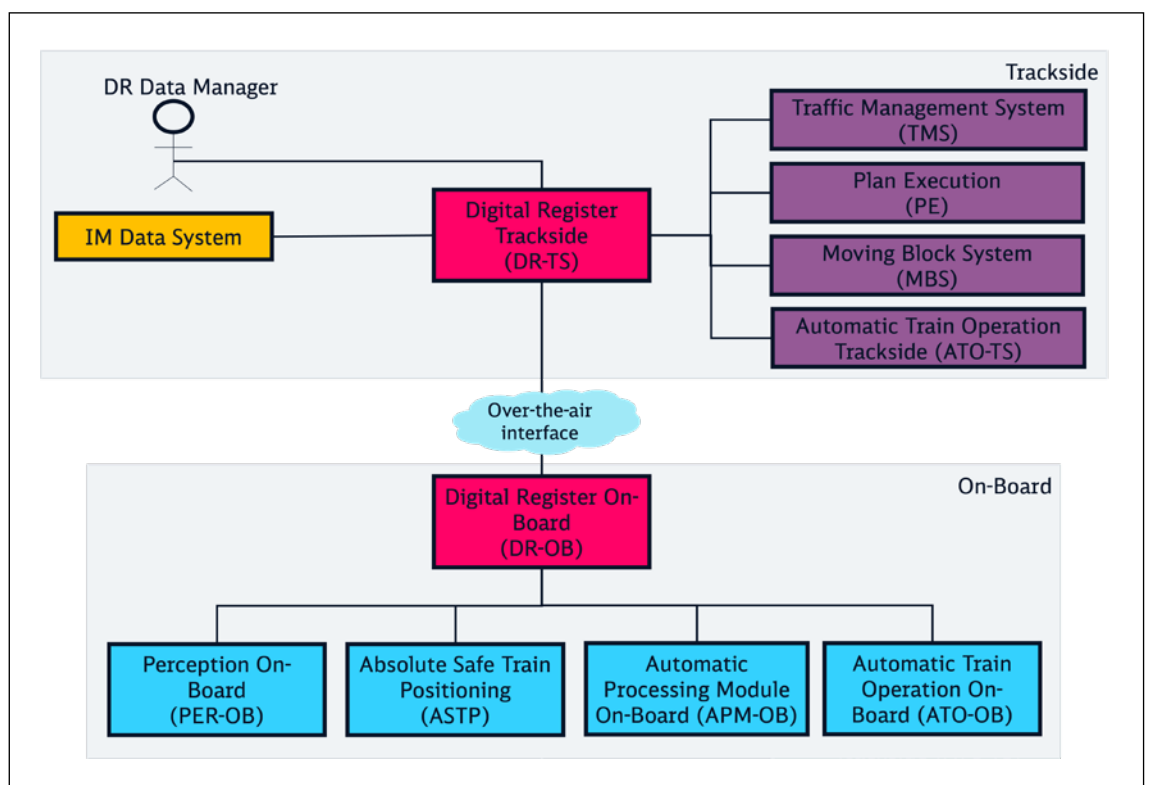 Trackside
DR Data Manager
Traffic Management System
(TMS)
Plan Execution
(PE)
Digital Register
Trackside
(DR-TS)
IM Data System
Moving Block System
(MBS)
Automatic Train Operation
Trackside (ATO-TS)
Over-the-air
interface
On-Board
Digital Register On-
Board
(DR-OB)
Perception On-
Board
(PER-OB)
Absolute Safe Train
Positioning
(ASTP)
Automatic
Processing Module
On-Board (APM-OB)
Automatic Train
Operation On-
Board (ATO-OB)